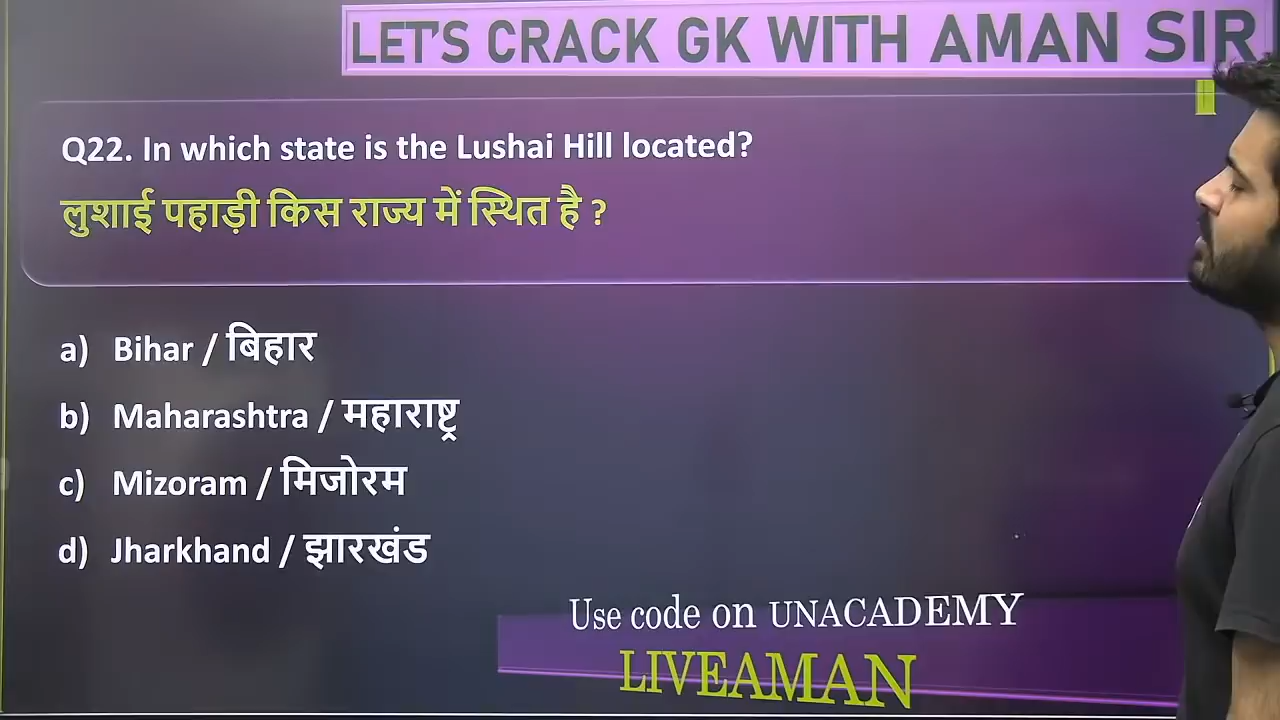 LET'S CRACK GK WITH AMAN SIR
Q22. In which state is the Lushai Hill located?
लुशाई पहाड़ी किस राज्य में स्थित है ?
a) Bihar / बिहार
b) Maharashtra / महाराष्ट्र
c) Mizoram / मिजोरम
d) Jharkhand / झारखंड
Use code on UNACADEMY
LIVEAMAN